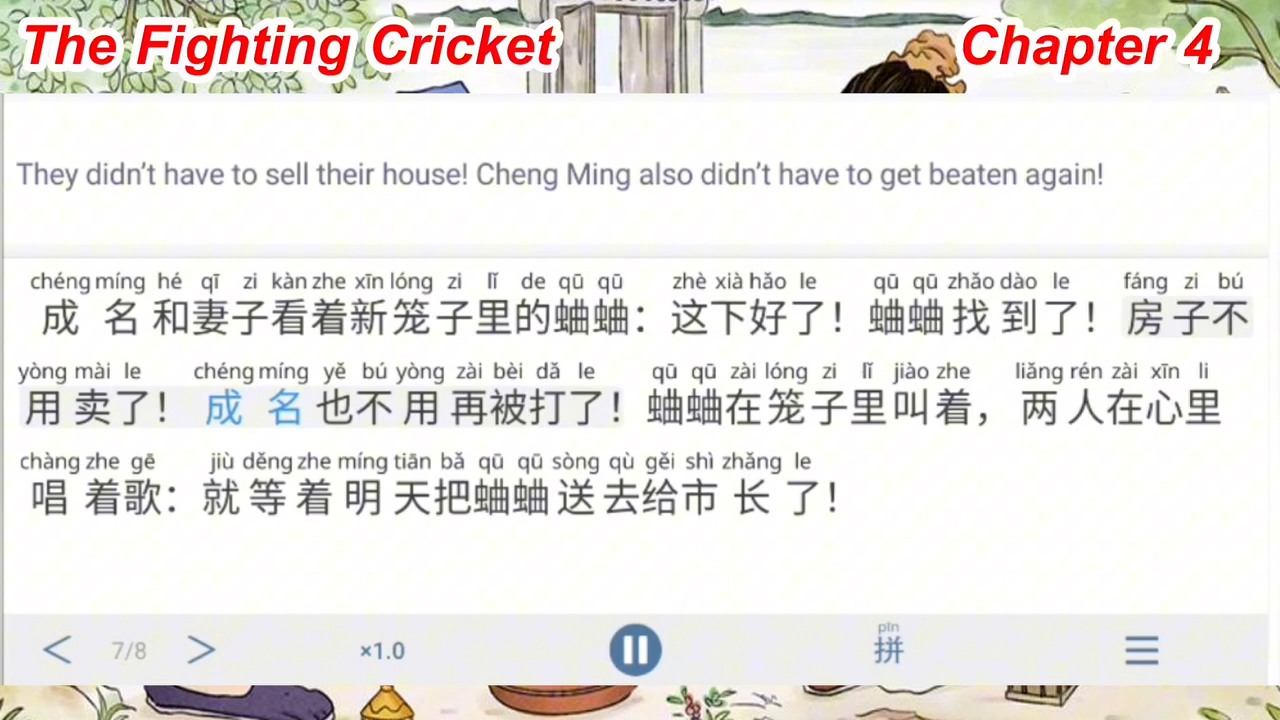 The Fighting Cricket
Chapter 4
They didn't have to sell their house! Cheng Ming also didn't have to get beaten again!
chéng míng hé qī zi kàn zhe xīn lóng zi lǐ de qū qū zhè xià hǎo le qū qū zhǎo dào le fáng zi bú
成名和妻子看着新笼子里的蛐蛐：这下好了！蛐蛐找到了！房子不
yòng mài le chéng míng yě bú yòng zài bèi dǎ le qū qū zài lóng zi lǐ jiào zhe liǎng rén zài xīn li
用卖了！成名也不用再被打了！蛐蛐在笼子里叫着，两人在心里
chàng zhe gē jiù děng zhe míng tiān bǎ qū qū sòng qù gěi shì zhǎng le
唱着歌：就等着明天把蛐蛐送去给市长了！
pīn
< 7/8 > ×1.0 拼